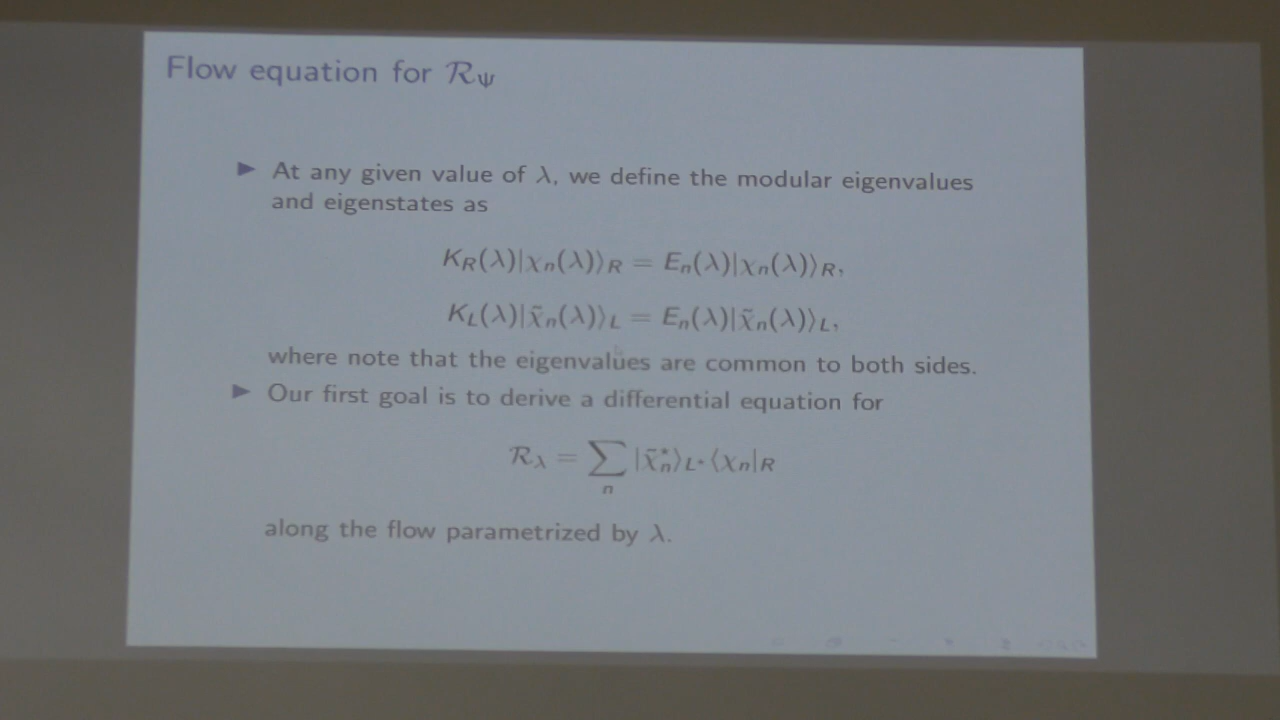 Flow equation for ℛ_Ψ
▶ At any given value of λ, we define the modular eigenvalues
and eigenstates as
K_R(λ)|χ_n(λ)⟩_R = E_n(λ)|χ_n(λ)⟩_R,
K_L(λ)|χ̃_n(λ)⟩_L = E_n(λ)|χ̃_n(λ)⟩_L,
where note that the eigenvalues are common to both sides.
▶ Our first goal is to derive a differential equation for
ℛ_λ = ∑_n |χ̃*_n⟩_{L*}⟨χ_n|_R
along the flow parametrized by λ.